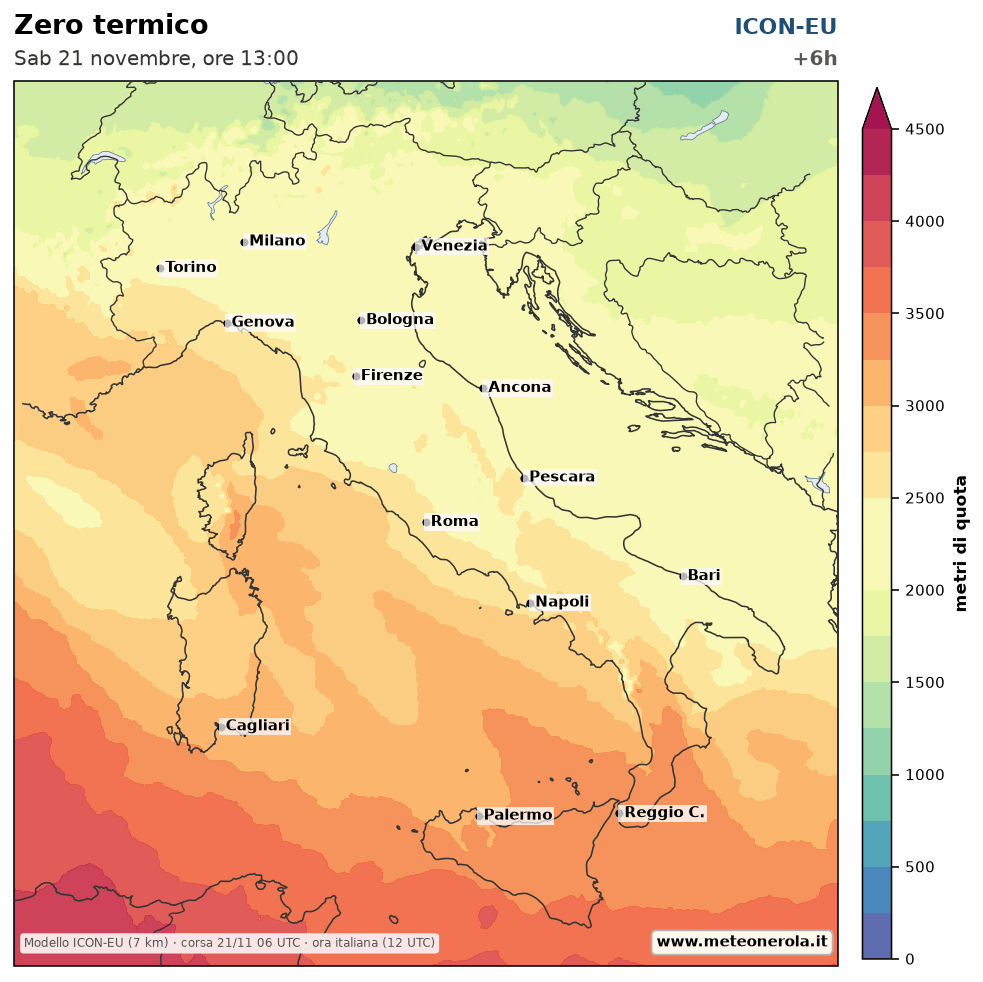 Zero termico
ICON-EU
Sab 21 novembre, ore 13:00
+6h
Milano
Venezia
Torino
Genova
Bologna
Firenze
Ancona
Pescara
Roma
Bari
Napoli
Cagliari
Palermo
Reggio C.
4500
4000
3500
3000
2500
2000
1500
1000
500
0
metri di quota
Modello ICON-EU (7 km) · corsa 21/11 06 UTC · ora italiana (12 UTC)
www.meteonerola.it